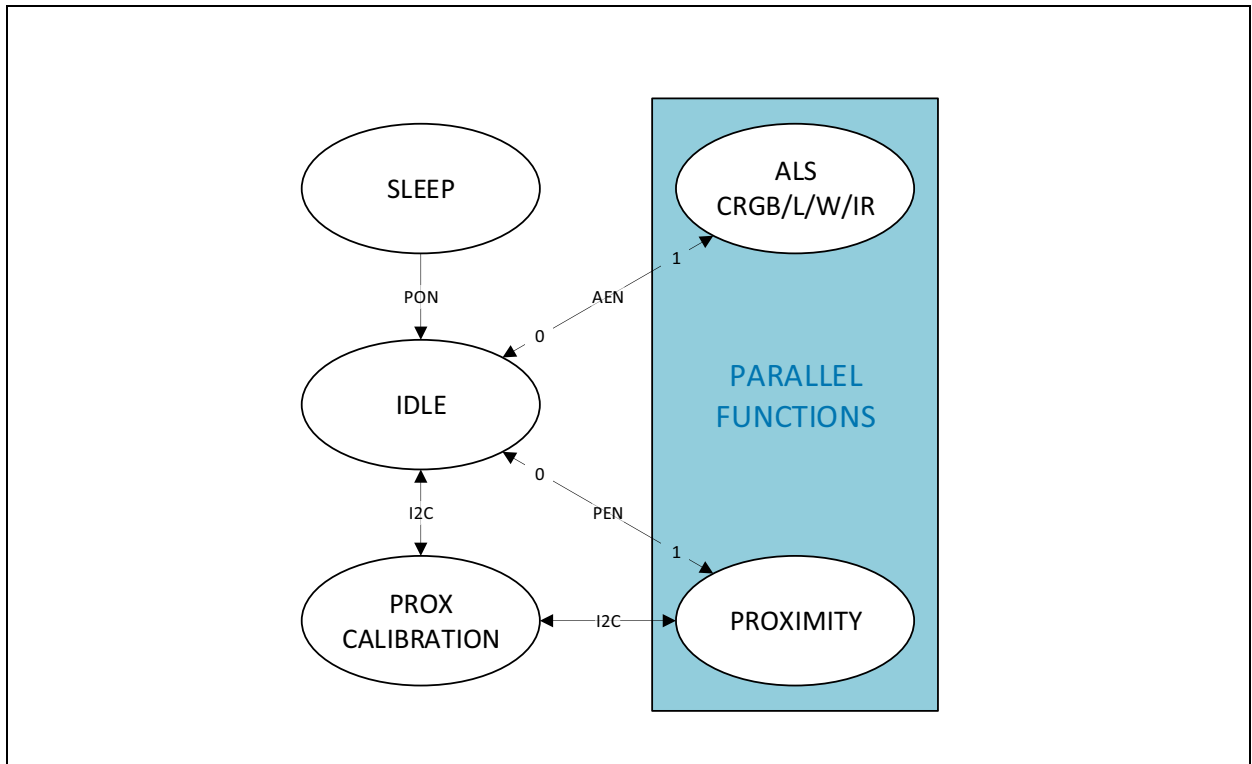 SLEEP
ALS
CRGB/L/W/IR
1
PON
AEN
0
IDLE
PARALLEL
FUNCTIONS
0
I2C
PEN
1
PROX
CALIBRATION
I2C
PROXIMITY